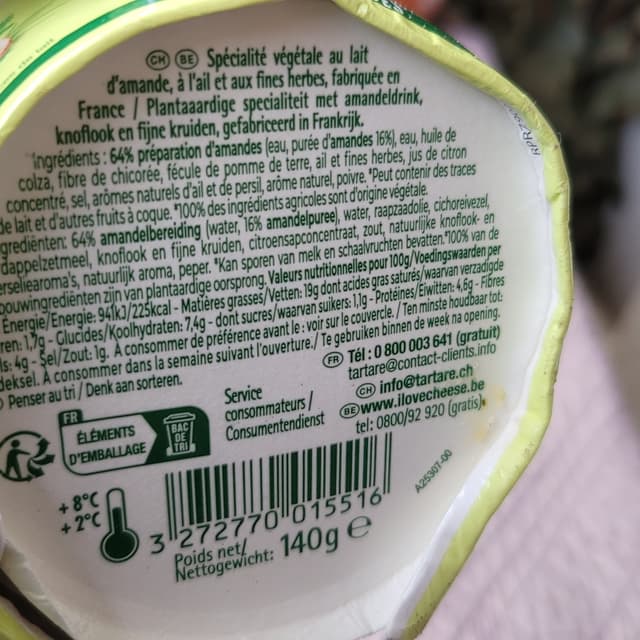 CH BE Spécialité végétale au lait
d'amande, à l'ail et aux fines herbes, fabriquée en
France / Plantaaardige specialiteit met amandeldrink,
knoflook en fijne kruiden, gefabriceerd in Frankrijk.
Ingrédients : 64% préparation d'amandes (eau, purée d'amandes 16%), eau, huile de
colza, fibre de chicorée, fécule de pomme de terre, ail et fines herbes, jus de citron
concentré, sel, arômes naturels d'ail et de persil, arôme naturel, poivre. *Peut contenir des traces
de lait et d'autres fruits à coque. *100% des ingrédients agricoles sont d'origine végétale.
grediënten: 64% amandelbereiding (water, 16% amandelpuree), water, raapzaadolie, cichoreivezel,
dappelzetmeel, knoflook en fijne kruiden, citroensapconcentraat, zout, natuurlijke knoflook- en
erseliearoma's, natuurlijk aroma, peper. *Kan sporen van melk en schaalvruchten bevatten.*100% van de
ouwingrediënten zijn van plantaardige oorsprong. Valeurs nutritionnelles pour 100g/Voedingswaarden per
Énergie/Energie: 941kJ/225kcal - Matières grasses/Vetten: 19g dont acides gras saturés/waarvan verzadigde
ren: 1,7g - Glucides/Koolhydraten: 7,4g - dont sucres/waarvan suikers: 1,1g - Protéines/Eiwitten: 4,6g - Fibres
ls: 4g - Sel/Zout: 1g. À consommer de préférence avant le : voir sur le couvercle. / Ten minste houdbaar tot:
deksel. À consommer dans la semaine suivant l'ouverture./ Te gebruiken binnen de week na opening.
Penser au tri / Denk aan sorteren.
FR Tél : 0 800 003 641 (gratuit)
tartare@contact-clients.info
CH info@tartare.ch
BE www.ilovecheese.be
tel: 0800/92 920 (gratis)
Service
consommateurs /
Consumentendienst
FR
ÉLÉMENTS
D'EMBALLAGE
BAC
DE
TRI
+ 8°C
+ 2°C
3 272770 015516
A25307-00
Poids net/
Nettogewicht: 140g e